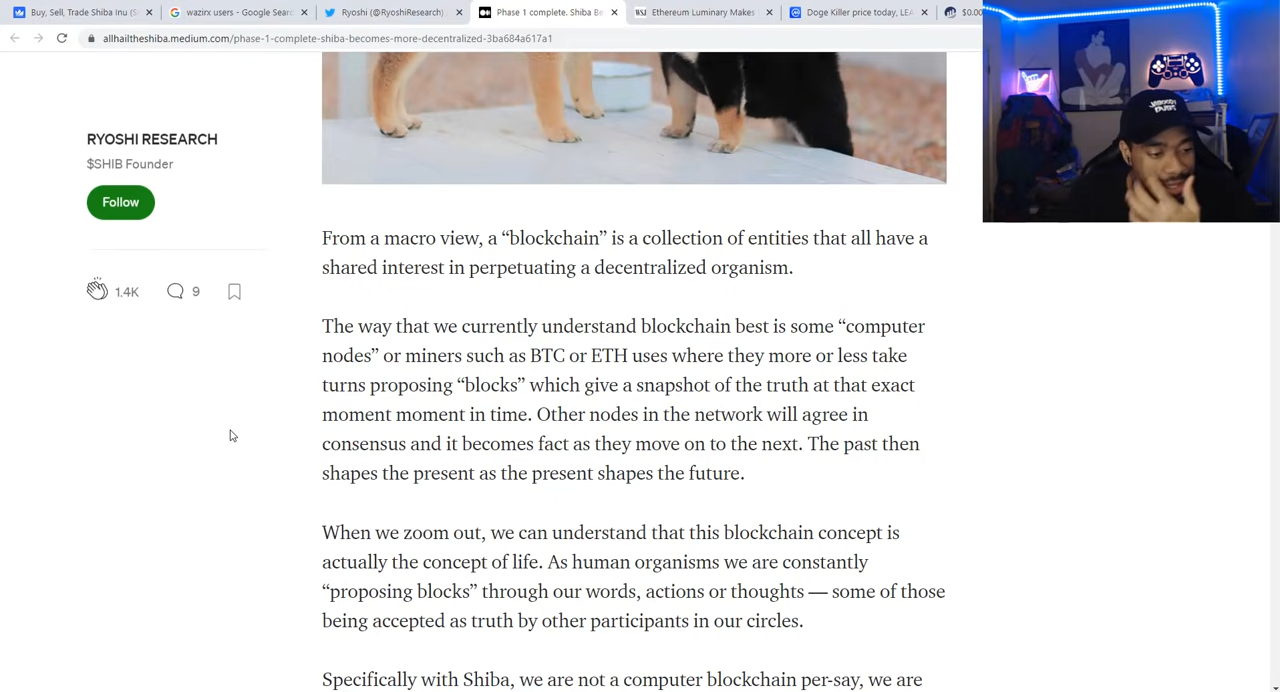 Buy, Sell, Trade Shiba Inu (S
wazirx users - Google Searc
Ryoshi (@RyoshiResearch)
Phase 1 complete. Shiba Be
WSJ
Ethereum Luminary Makes
Doge Killer price today, LEA
$0.00
allhailtheshiba.medium.com/phase-1-complete-shiba-becomes-more-decentralized-3ba684a617a1
RYOSHI RESEARCH
$SHIB Founder
Follow
1.4K
9
From a macro view, a “blockchain” is a collection of entities that all have a
shared interest in perpetuating a decentralized organism.
The way that we currently understand blockchain best is some “computer
nodes” or miners such as BTC or ETH uses where they more or less take
turns proposing “blocks” which give a snapshot of the truth at that exact
moment moment in time. Other nodes in the network will agree in
consensus and it becomes fact as they move on to the next. The past then
shapes the present as the present shapes the future.
When we zoom out, we can understand that this blockchain concept is
actually the concept of life. As human organisms we are constantly
“proposing blocks” through our words, actions or thoughts — some of those
being accepted as truth by other participants in our circles.
Specifically with Shiba, we are not a computer blockchain per-say, we are